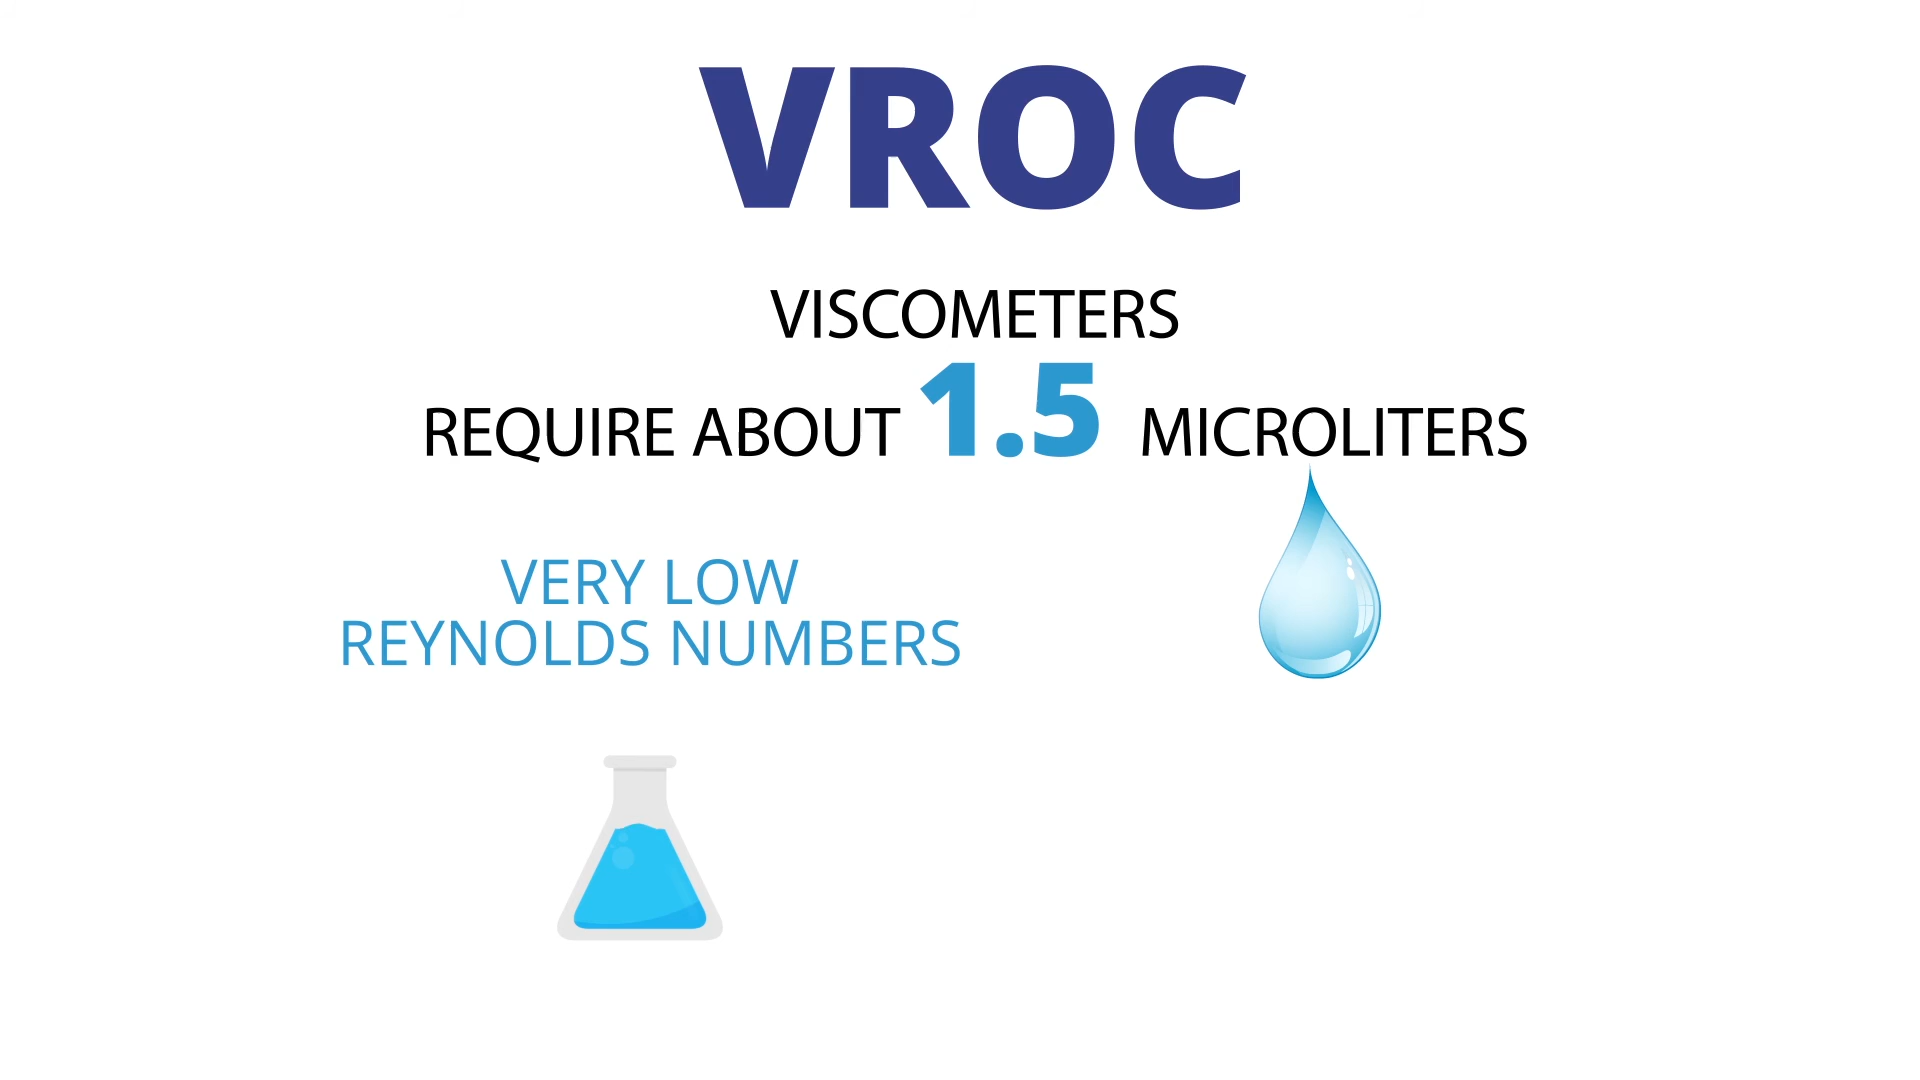 VROC
VISCOMETERS
REQUIRE ABOUT 1.5 MICROLITERS
VERY LOW
REYNOLDS NUMBERS